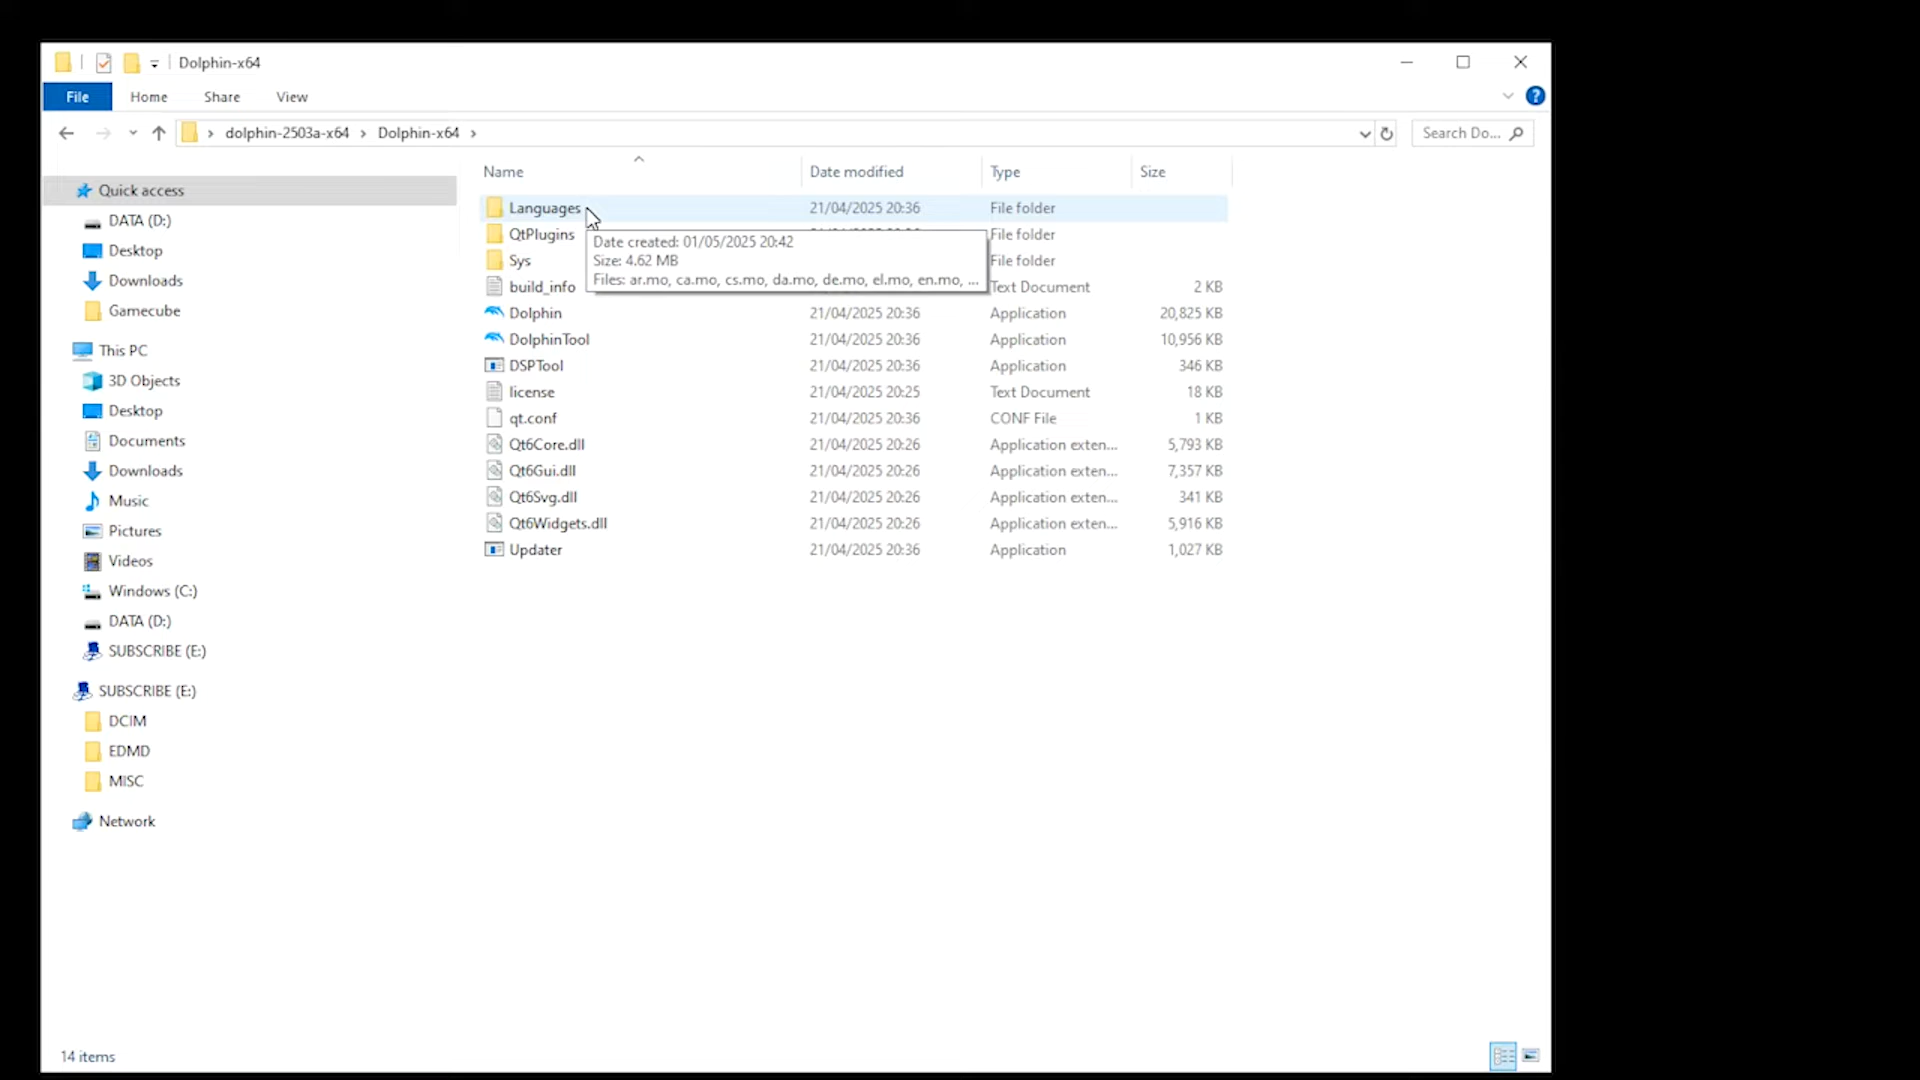 Dolphin-x64
File Home Share View
dolphin-2503a-x64 Dolphin-x64 Search Do...
Name Date modified Type Size
Quick access
DATA (D:)
Desktop
Downloads
Gamecube
This PC
3D Objects
Desktop
Documents
Downloads
Music
Pictures
Videos
Windows (C:)
DATA (D:)
SUBSCRIBE (E:)
SUBSCRIBE (E:)
DCIM
EDMD
MISC
Network
Languages 21/04/2025 20:36 File folder
QtPlugins File folder
Sys File folder
Date created: 01/05/2025 20:42
Size: 4.62 MB
Files: ar.mo, ca.mo, cs.mo, da.mo, de.mo, el.mo, en.mo, ...
build_info Text Document 2 KB
Dolphin 21/04/2025 20:36 Application 20,825 KB
DolphinTool 21/04/2025 20:36 Application 10,956 KB
DSPTool 21/04/2025 20:36 Application 346 KB
license 21/04/2025 20:25 Text Document 18 KB
qt.conf 21/04/2025 20:36 CONF File 1 KB
Qt6Core.dll 21/04/2025 20:26 Application exten... 5,793 KB
Qt6Gui.dll 21/04/2025 20:26 Application exten... 7,357 KB
Qt6Svg.dll 21/04/2025 20:26 Application exten... 341 KB
Qt6Widgets.dll 21/04/2025 20:26 Application exten... 5,916 KB
Updater 21/04/2025 20:36 Application 1,027 KB
14 items